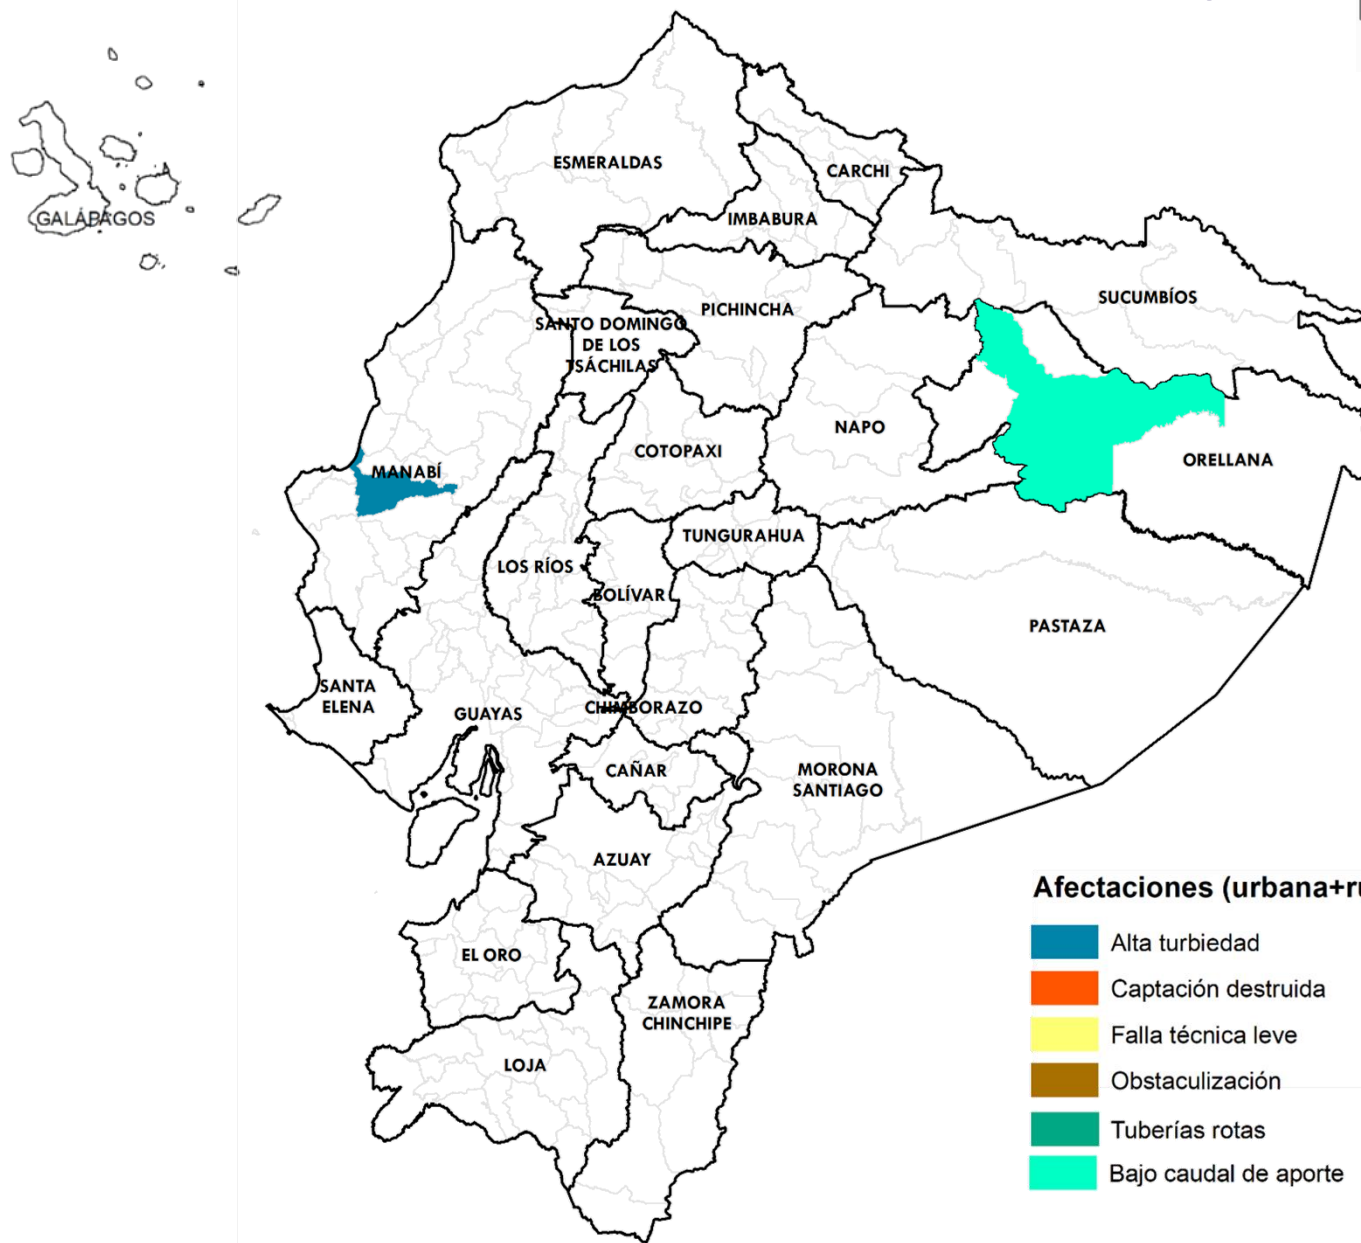 ESMERALDAS
CARCHI
IMBABURA
GALÁPAGOS
SUCUMBÍOS
PICHINCHA
SANTO DOMINGO
DE LOS
TSÁCHILAS
NAPO
COTOPAXI
ORELLANA
MANABÍ
TUNGURAHUA
LOS RÍOS
BOLÍVAR
PASTAZA
SANTA
ELENA
GUAYAS
CHIMBORAZO
CAÑAR
MORONA
SANTIAGO
AZUAY
EL ORO
ZAMORA
CHINCHIPE
LOJA
Afectaciones (urbana+ru
Alta turbiedad
Captación destruida
Falla técnica leve
Obstaculización
Tuberías rotas
Bajo caudal de aporte